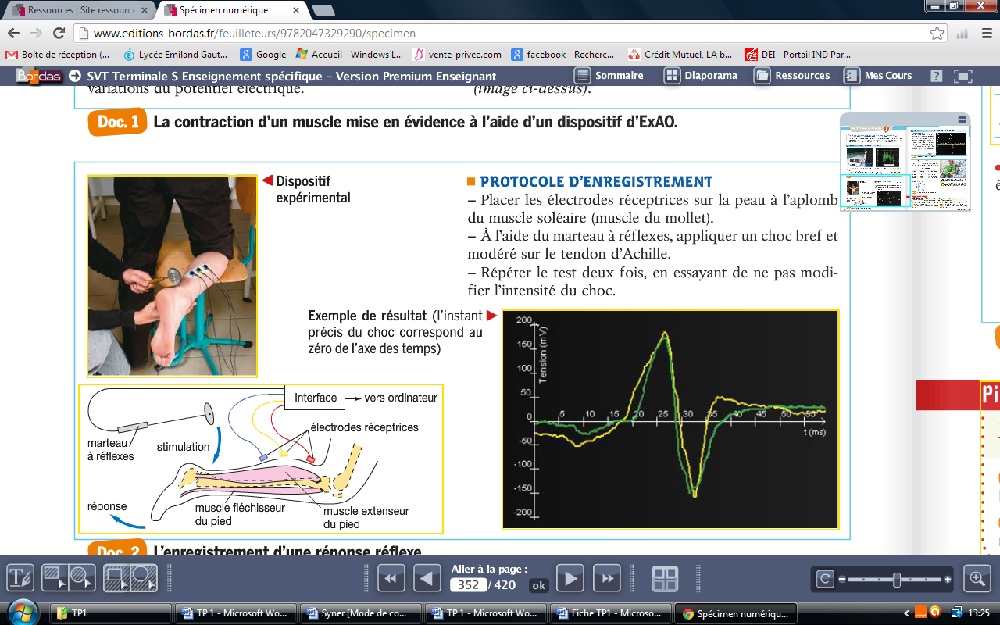 Ressources | Site ressource
Spécimen numérique
www.editions-bordas.fr/feuilleteurs/9782047329290/specimen
Boîte de réception (...
Lycée Emiland Gaut...
Google
Accueil - Windows L...
vente-privee.com
facebook - Recherc...
Crédit Mutuel, LA b...
DEI - Portail IND Par...
Bordas
SVT Terminale S Enseignement spécifique – Version Premium Enseignant
Sommaire
Diaporama
Ressources
Mes Cours
?
variations du potentiel électrique.
(image ci-dessus).
Doc. 1 La contraction d'un muscle mise en évidence à l'aide d'un dispositif d'ExAO.
Dispositif
expérimental
PROTOCOLE D'ENREGISTREMENT
– Placer les électrodes réceptrices sur la peau à l'aplomb
du muscle soléaire (muscle du mollet).
– À l'aide du marteau à réflexes, appliquer un choc bref et
modéré sur le tendon d'Achille.
– Répéter le test deux fois, en essayant de ne pas modi-
fier l'intensité du choc.
Exemple de résultat (l'instant
précis du choc correspond au
zéro de l'axe des temps)
200
150
100
50
0
-50
-100
-150
-200
Tension (mV)
5 10 15 20 25 30 35 40 45 50 55
t (ms)
interface
vers ordinateur
électrodes réceptrices
marteau
à réflexes
stimulation
réponse
muscle fléchisseur
du pied
muscle extenseur
du pied
Pi
Doc. 2 L'enregistrement d'une réponse réflexe
Aller à la page :
352 / 420 ok
TP1
TP 1 - Microsoft Wo...
Syner [Mode de co...
TP 1 - Microsoft Wo...
Fiche TP1 - Microso...
Spécimen numériqu...
13:25